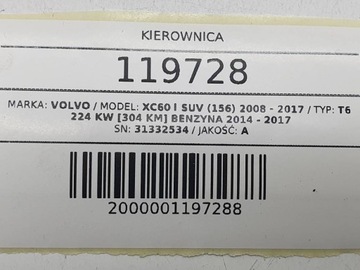 KIEROWNICA
119728
MARKA: VOLVO / MODEL: XC60 I SUV (156) 2008 - 2017 / TYP: T6
224 KW [304 KM] BENZYNA 2014 - 2017
SN: 31332534 / JAKOŚĆ: A
2000001197288